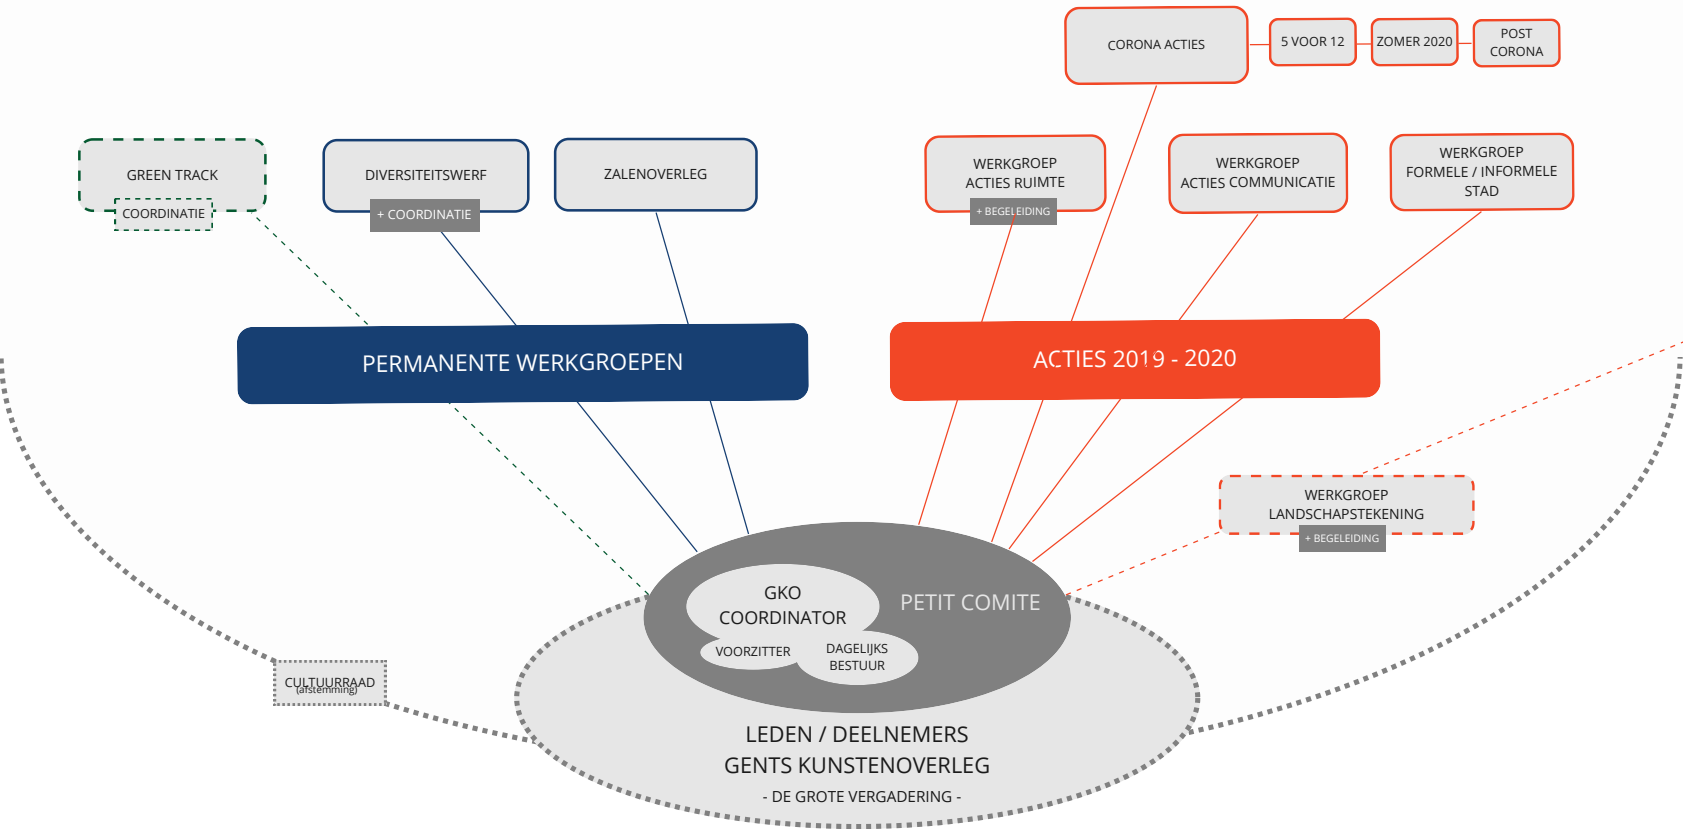 CORONA ACTIES
5 VOOR 12
ZOMER 2020
POST
CORONA
GREEN TRACK
COORDINATIE
DIVERSITEITSWERF
+ COORDINATIE
ZALENOVERLEG
WERKGROEP
ACTIES RUIMTE
+ BEGELEIDING
WERKGROEP
ACTIES COMMUNICATIE
WERKGROEP
FORMELE / INFORMELE
STAD
PERMANENTE WERKGROEPEN
ACTIES 2019 - 2020
WERKGROEP
LANDSCHAPSTEKENING
+ BEGELEIDING
GKO
COORDINATOR
PETIT COMITE
VOORZITTER
DAGELIJKS
BESTUUR
CULTUURRAAD
(afstemming)
LEDEN / DEELNEMERS
GENTS KUNSTENOVERLEG
- DE GROTE VERGADERING -